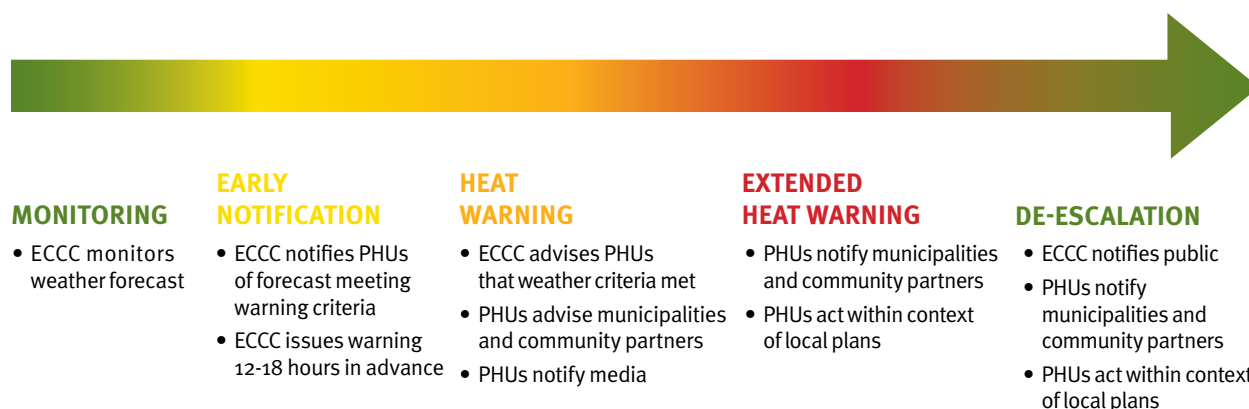 MONITORING
• ECCC monitors
weather forecast
EARLY
NOTIFICATION
• ECCC notifies PHUs
of forecast meeting
warning criteria
• ECCC issues warning
12-18 hours in advance
HEAT
WARNING
• ECCC advises PHUs
that weather criteria met
• PHUs advise municipalities
and community partners
• PHUs notify media
EXTENDED
HEAT WARNING
• PHUs notify municipalities
and community partners
• PHUs act within context
of local plans
DE-ESCALATION
• ECCC notifies public
• PHUs notify
municipalities and
community partners
• PHUs act within context
of local plans